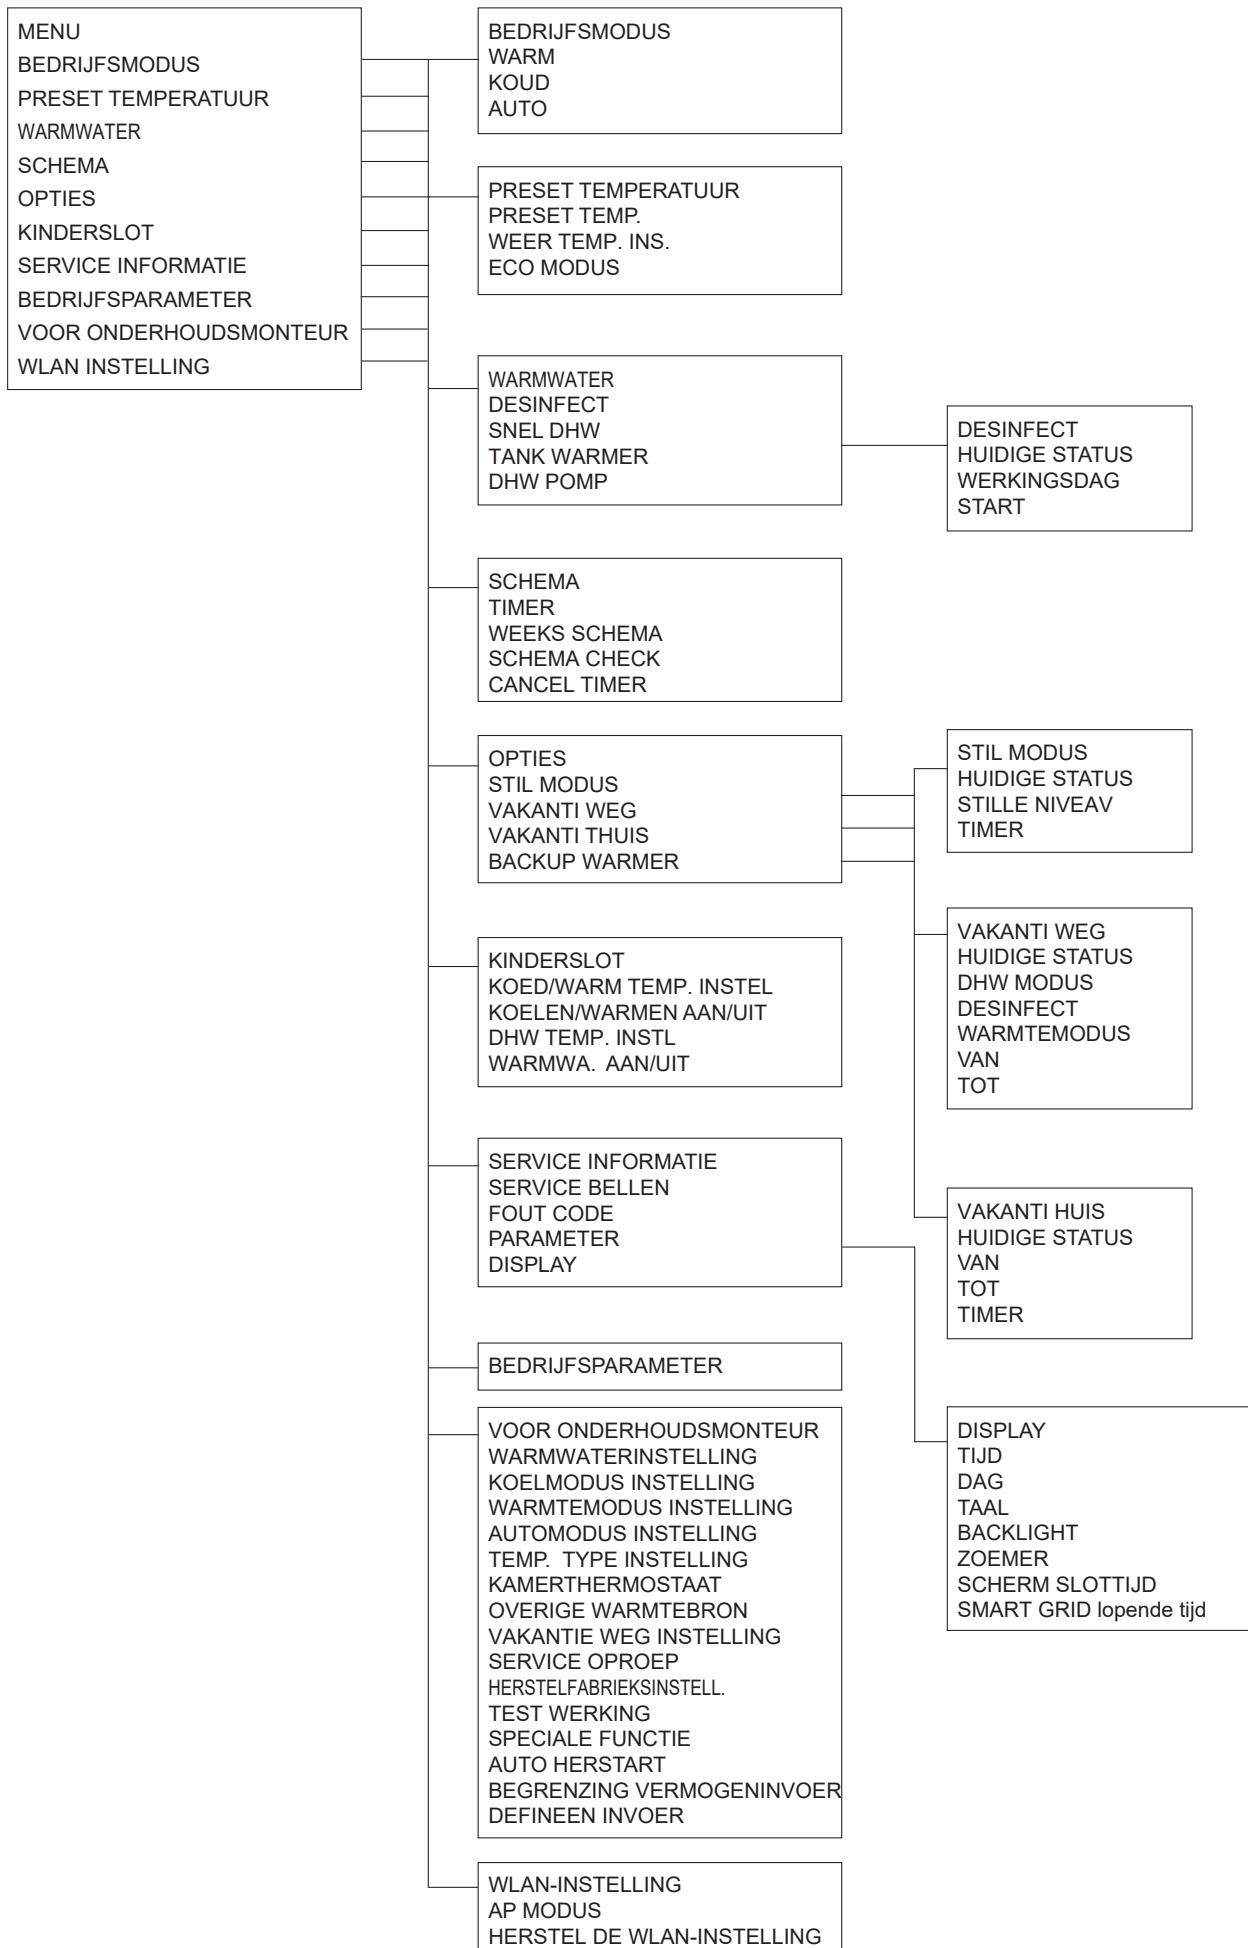 MENU
BEDRIJFSMODUS
PRESET TEMPERATUUR
WARMWATER
SCHEMA
OPTIES
KINDERSLOT
SERVICE INFORMATIE
BEDRIJFSPARAMETER
VOOR ONDERHOUDSMONTEUR
WLAN INSTELLING
BEDRIJFSMODUS
WARM
KOUD
AUTO
PRESET TEMPERATUUR
PRESET TEMP.
WEER TEMP. INS.
ECO MODUS
WARMWATER
DESINFECT
SNEL DHW
TANK WARMER
DHW POMP
DESINFECT
HUIDIGE STATUS
WERKINGSDAG
START
SCHEMA
TIMER
WEEKS SCHEMA
SCHEMA CHECK
CANCEL TIMER
OPTIES
STIL MODUS
VAKANTI WEG
VAKANTI THUIS
BACKUP WARMER
STIL MODUS
HUIDIGE STATUS
STILLE NIVEAV
TIMER
VAKANTI WEG
HUIDIGE STATUS
DHW MODUS
DESINFECT
WARMTEMODUS
VAN
TOT
KINDERSLOT
KOED/WARM TEMP. INSTEL
KOELEN/WARMEN AAN/UIT
DHW TEMP. INSTL
WARMWA. AAN/UIT
SERVICE INFORMATIE
SERVICE BELLEN
FOUT CODE
PARAMETER
DISPLAY
VAKANTI HUIS
HUIDIGE STATUS
VAN
TOT
TIMER
BEDRIJFSPARAMETER
VOOR ONDERHOUDSMONTEUR
WARMWATERINSTELLING
KOELMODUS INSTELLING
WARMTEMODUS INSTELLING
AUTOMODUS INSTELLING
TEMP. TYPE INSTELLING
KAMERTHERMOSTAAT
OVERIGE WARMTEBRON
VAKANTIE WEG INSTELLING
SERVICE OPROEP
HERSTELFABRIEKSINSTELL.
TEST WERKING
SPECIALE FUNCTIE
AUTO HERSTART
BEGRENZING VERMOGENINVOER
DEFINEEN INVOER
DISPLAY
TIJD
DAG
TAAL
BACKLIGHT
ZOEMER
SCHERM SLOTTIJD
SMART GRID lopende tijd
WLAN-INSTELLING
AP MODUS
HERSTEL DE WLAN-INSTELLING